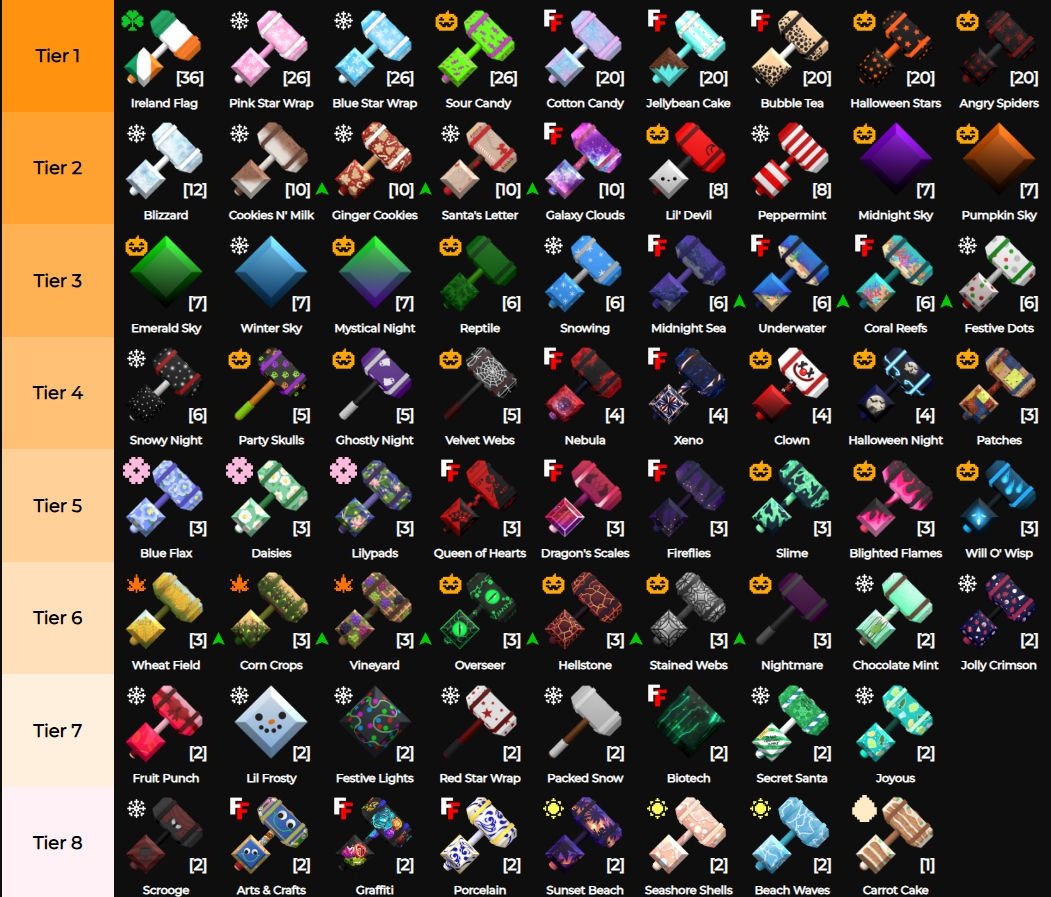 Tier 1
[36] [26] [26] [26] [20] [20] [20] [20] [20]
Ireland Flag Pink Star Wrap Blue Star Wrap Sour Candy Cotton Candy Jellybean Cake Bubble Tea Halloween Stars Angry Spiders
Tier 2
[12] [10] [10] [10] [10] [8] [8] [7] [7]
Blizzard Cookies N' Milk Ginger Cookies Santa's Letter Galaxy Clouds Lil' Devil Peppermint Midnight Sky Pumpkin Sky
Tier 3
[7] [7] [7] [6] [6] [6] [6] [6] [6]
Emerald Sky Winter Sky Mystical Night Reptile Snowing Midnight Sea Underwater Coral Reefs Festive Dots
Tier 4
[6] [5] [5] [5] [4] [4] [4] [4] [3]
Snowy Night Party Skulls Ghostly Night Velvet Webs Nebula Xeno Clown Halloween Night Patches
Tier 5
[3] [3] [3] [3] [3] [3] [3] [3] [3]
Blue Flax Daisies Lilypads Queen of Hearts Dragon's Scales Fireflies Slime Blighted Flames Will O' Wisp
Tier 6
[3] [3] [3] [3] [3] [3] [3] [2] [2]
Wheat Field Corn Crops Vineyard Overseer Hellstone Stained Webs Nightmare Chocolate Mint Jolly Crimson
Tier 7
[2] [2] [2] [2] [2] [2] [2] [2]
Fruit Punch Lil Frosty Festive Lights Red Star Wrap Packed Snow Biotech Secret Santa Joyous
Tier 8
[2] [2] [2] [2] [2] [2] [2] [1]
Scrooge Arts & Crafts Graffiti Porcelain Sunset Beach Seashore Shells Beach Waves Carrot Cake